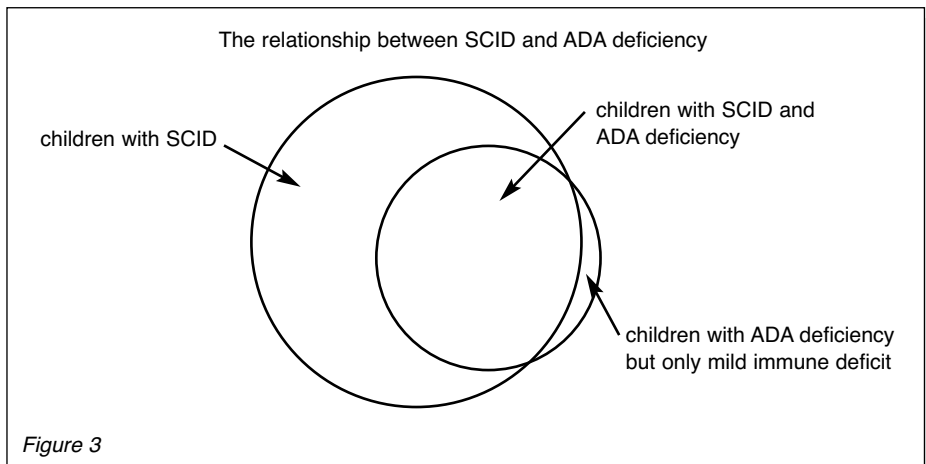 The relationship between SCID and ADA deficiency
children with SCID
children with SCID and
ADA deficiency
children with ADA deficiency
but only mild immune deficit
Figure 3